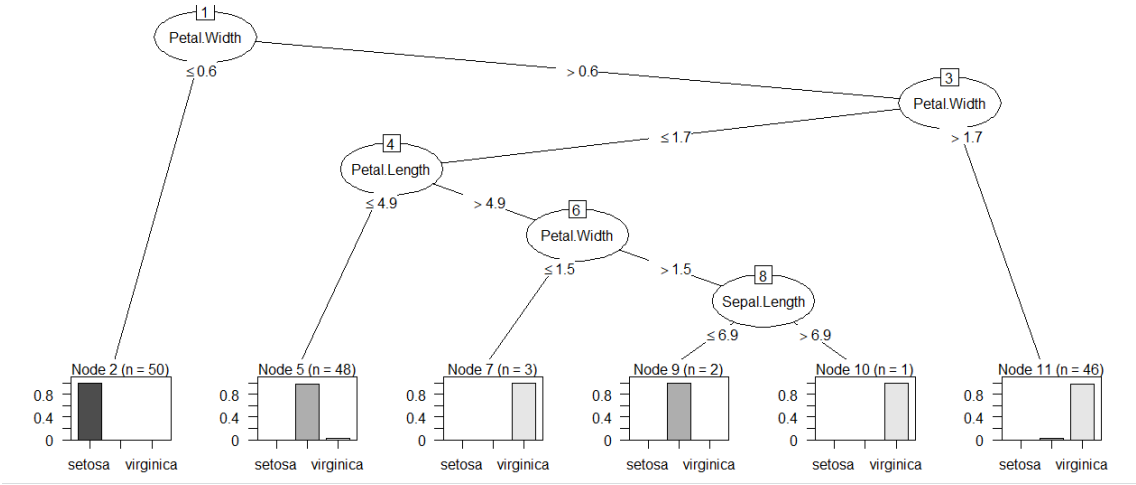 1
Petal.Width
≤ 0.6
> 0.6
3
Petal.Width
≤ 1.7
> 1.7
4
Petal.Length
≤ 4.9
> 4.9
6
Petal.Width
≤ 1.5
> 1.5
8
Sepal.Length
≤ 6.9
> 6.9
Node 2 (n = 50)
0.8
0.4
0
setosa virginica
Node 5 (n = 48)
0.8
0.4
0
setosa virginica
Node 7 (n = 3)
0.8
0.4
0
setosa virginica
Node 9 (n = 2)
0.8
0.4
0
setosa virginica
Node 10 (n = 1)
0.8
0.4
0
setosa virginica
Node 11 (n = 46)
0.8
0.4
0
setosa virginica